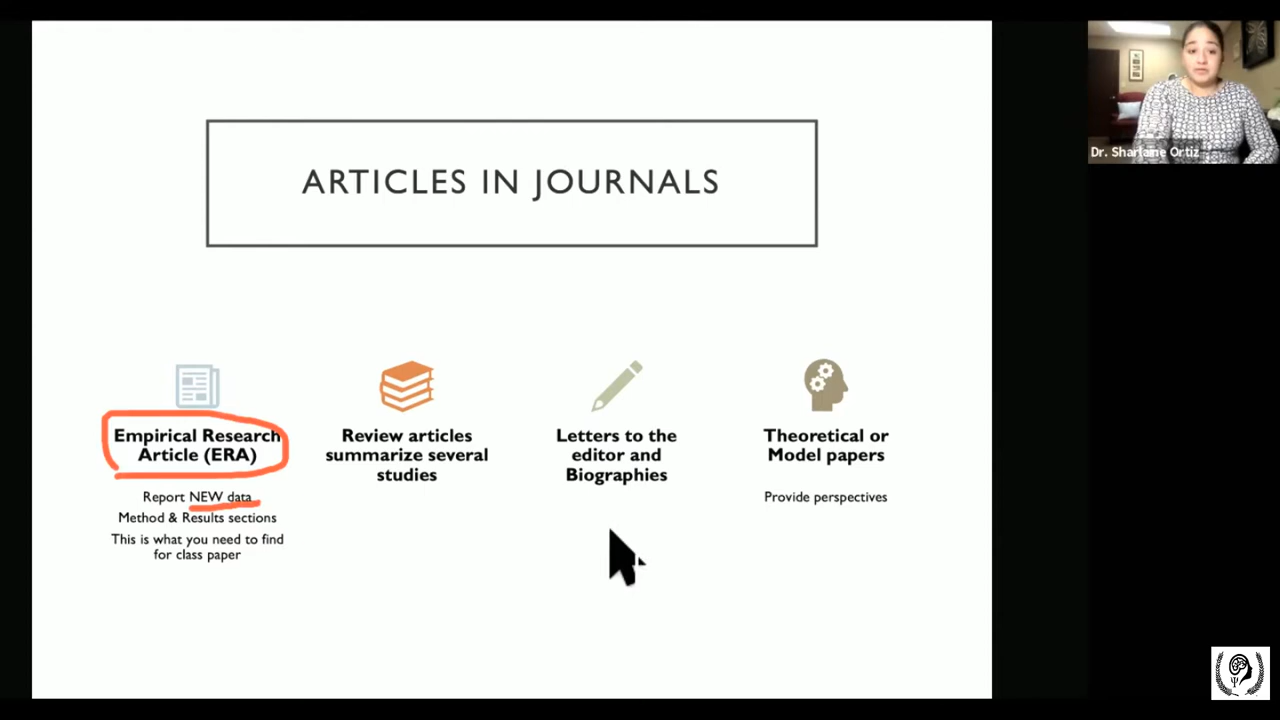 ARTICLES IN JOURNALS
Empirical Research
Article (ERA)
Report NEW data
Method & Results sections
This is what you need to find
for class paper
Review articles
summarize several
studies
Letters to the
editor and
Biographies
Theoretical or
Model papers
Provide perspectives
Dr. Sharlaine Ortiz
Ψ